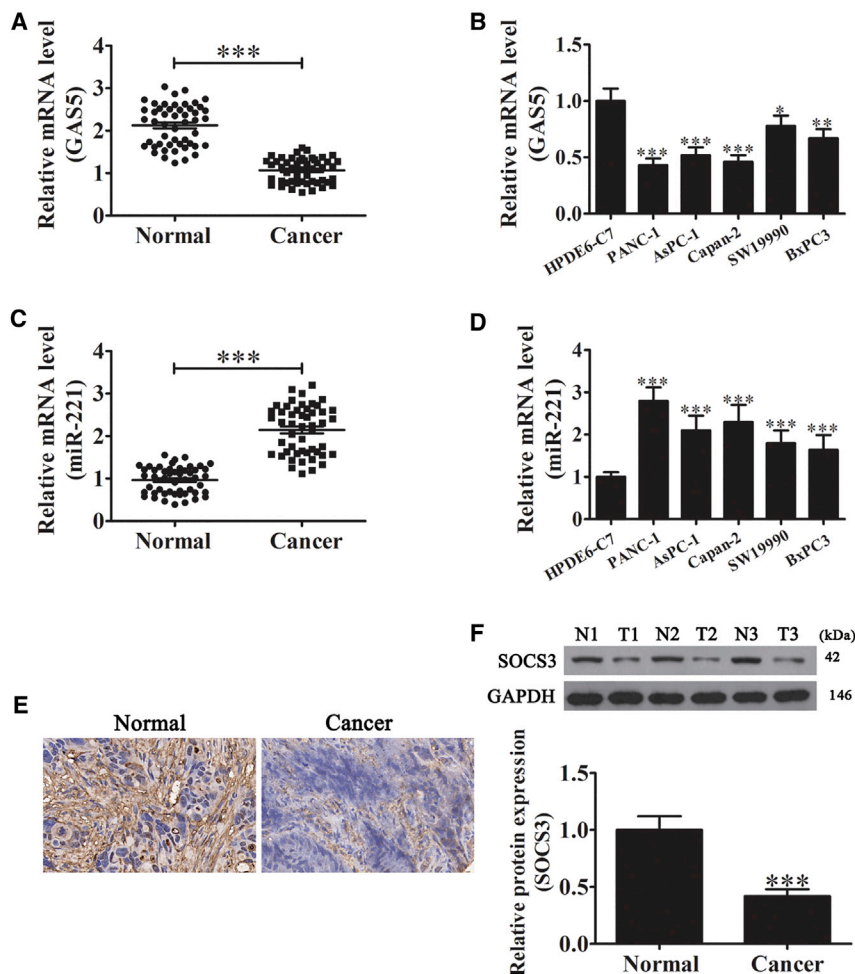 A
Relative mRNA level
(GAS5)
4
3
2
1
0
***
Normal
Cancer
B
Relative mRNA level
(GAS5)
1.5
1.0
0.5
0.0
***
***
***
*
**
HPDE6-C7
PANC-1
AsPC-1
Capan-2
SW19990
BxPC3
C
Relative mRNA level
(miR-221)
4
3
2
1
0
***
Normal
Cancer
D
Relative mRNA level
(miR-221)
4
3
2
1
0
***
***
***
***
***
HPDE6-C7
PANC-1
AsPC-1
Capan-2
SW19990
BxPC3
E
Normal
Cancer
F
N1 T1 N2 T2 N3 T3 (kDa)
SOCS3 42
GAPDH 146
Relative protein expression
(SOCS3)
1.5
1.0
0.5
0.0
***
Normal
Cancer